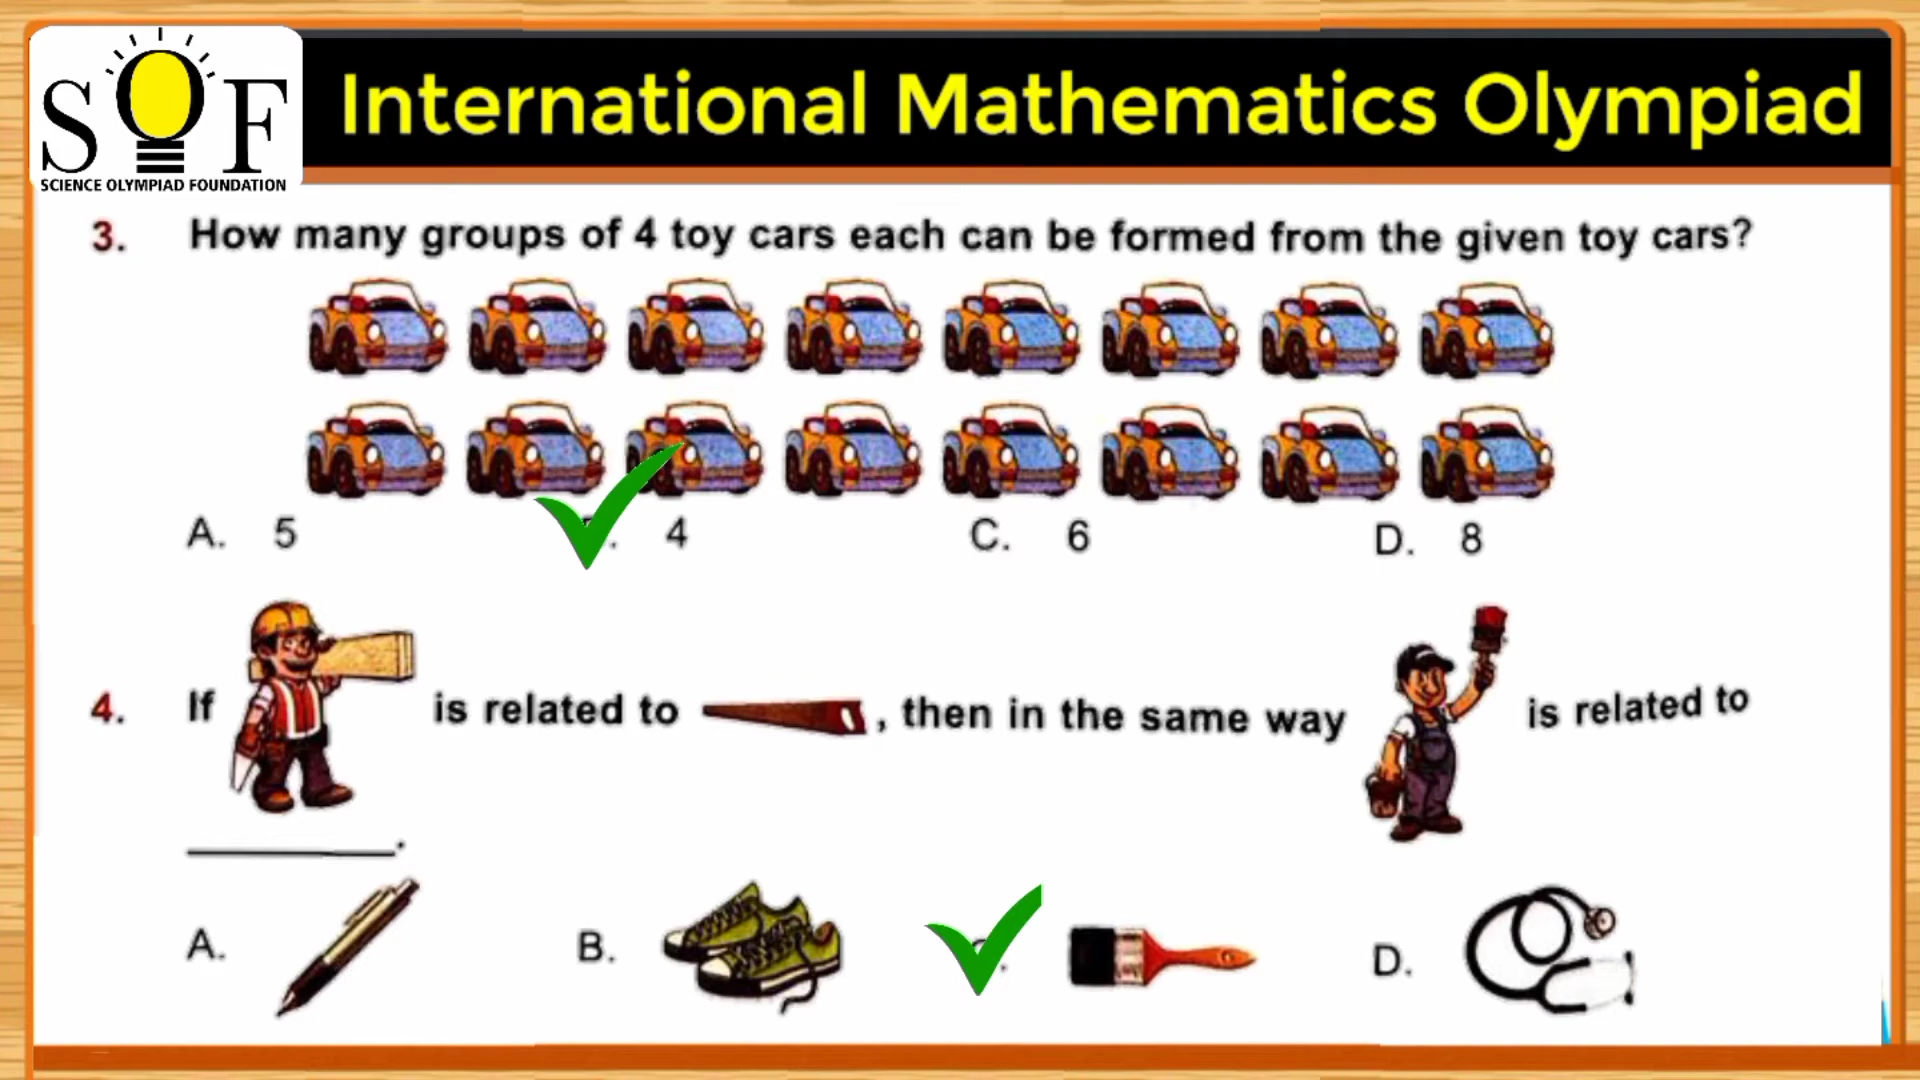 SOF
SCIENCE OLYMPIAD FOUNDATION
International Mathematics Olympiad
3. How many groups of 4 toy cars each can be formed from the given toy cars?
A. 5 4 C. 6 D. 8
4. If is related to , then in the same way is related to
__________.
A. B. D.